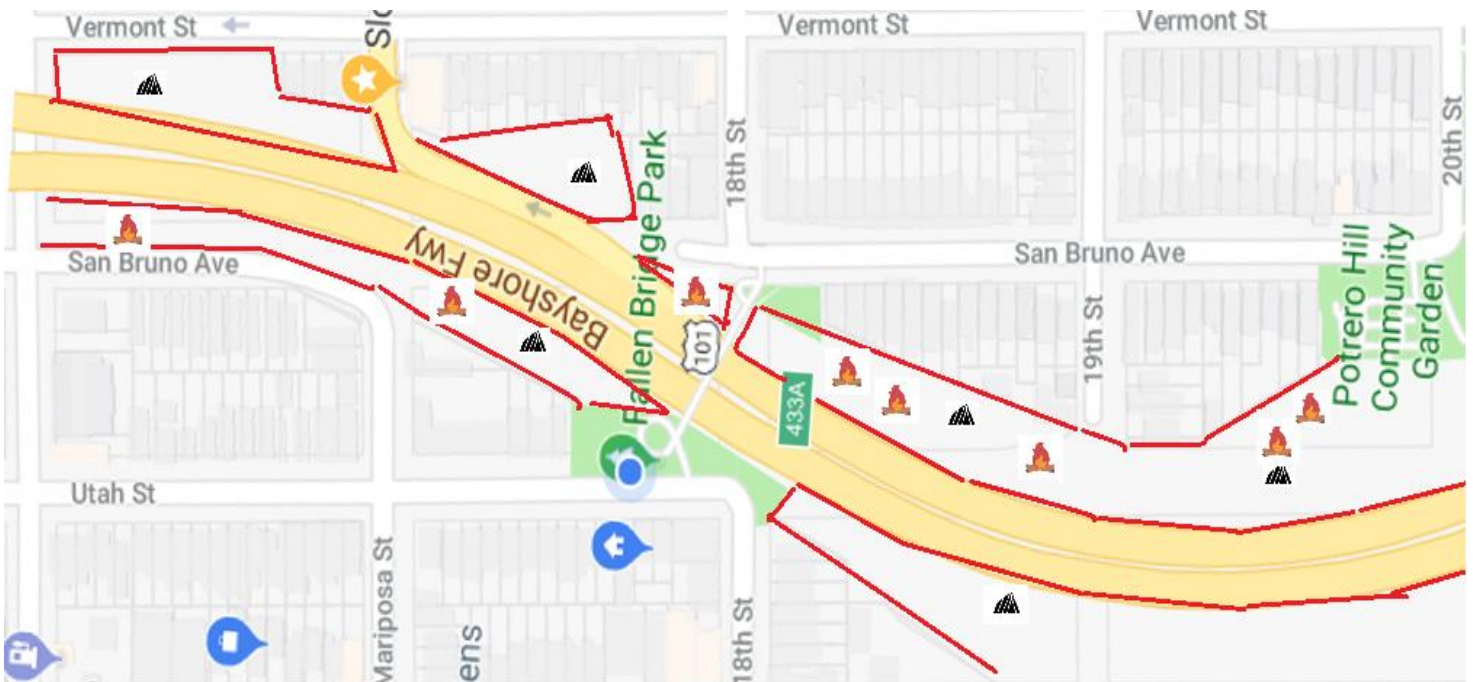 Vermont St
Vermont St
Vermont St
18th St
20th St
Fallen Bridge Park
Bayshore Fwy
San Bruno Ave
San Bruno Ave
101
433A
19th St
Potrero Hill
Community
Garden
Utah St
Mariposa St
18th St